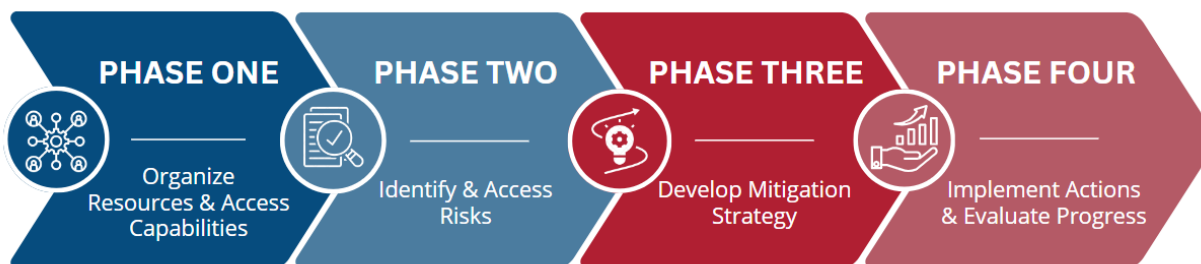 PHASE ONE
Organize
Resources & Access
Capabilities
PHASE TWO
Identify & Access
Risks
PHASE THREE
Develop Mitigation
Strategy
PHASE FOUR
Implement Actions
& Evaluate Progress